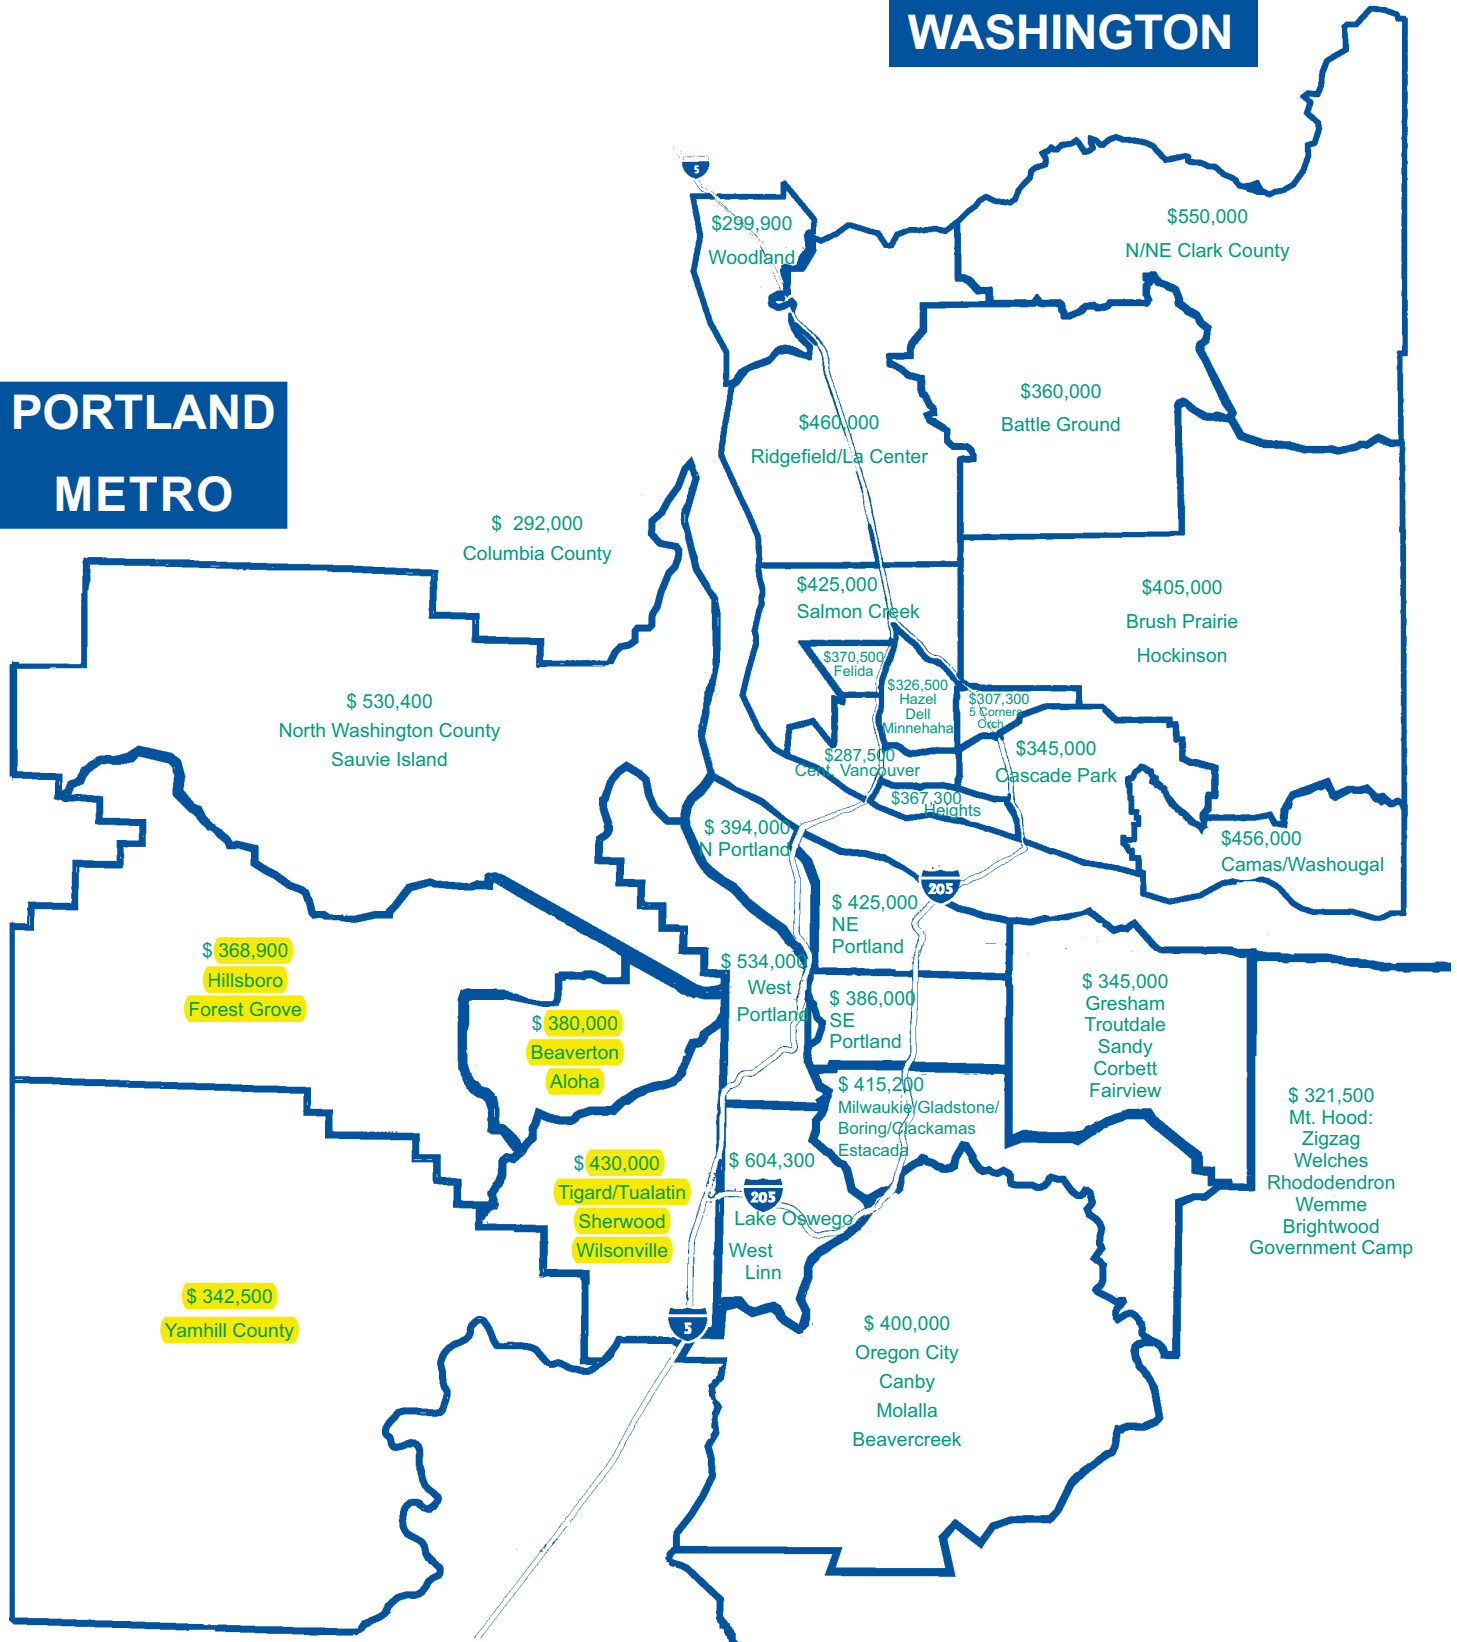 WASHINGTON
5
$299,900
Woodland
$550,000
N/NE Clark County
PORTLAND
METRO
$360,000
Battle Ground
$460,000
Ridgefield/La Center
$ 292,000
Columbia County
$425,000
Salmon Creek
$405,000
Brush Prairie
Hockinson
$370,500
Felida
$326,500
Hazel
Dell
Minnehaha
$307,300
5 Corners
Orch
$ 530,400
North Washington County
Sauvie Island
$287,500
Cent. Vancouver
$345,000
Cascade Park
$367,300
Heights
$ 394,000
N Portland
$456,000
Camas/Washougal
205
$ 425,000
NE
Portland
$ 368,900
Hillsboro
Forest Grove
$ 534,000
West
Portland
$ 386,000
SE
Portland
$ 345,000
Gresham
Troutdale
Sandy
Corbett
Fairview
$ 380,000
Beaverton
Aloha
$ 415,200
Milwaukie/Gladstone/
Boring/Clackamas
Estacada
$ 321,500
Mt. Hood:
Zigzag
Welches
Rhododendron
Wemme
Brightwood
Government Camp
$ 430,000
Tigard/Tualatin
Sherwood
Wilsonville
$ 604,300
205
Lake Oswego
West
Linn
$ 342,500
Yamhill County
5
$ 400,000
Oregon City
Canby
Molalla
Beavercreek